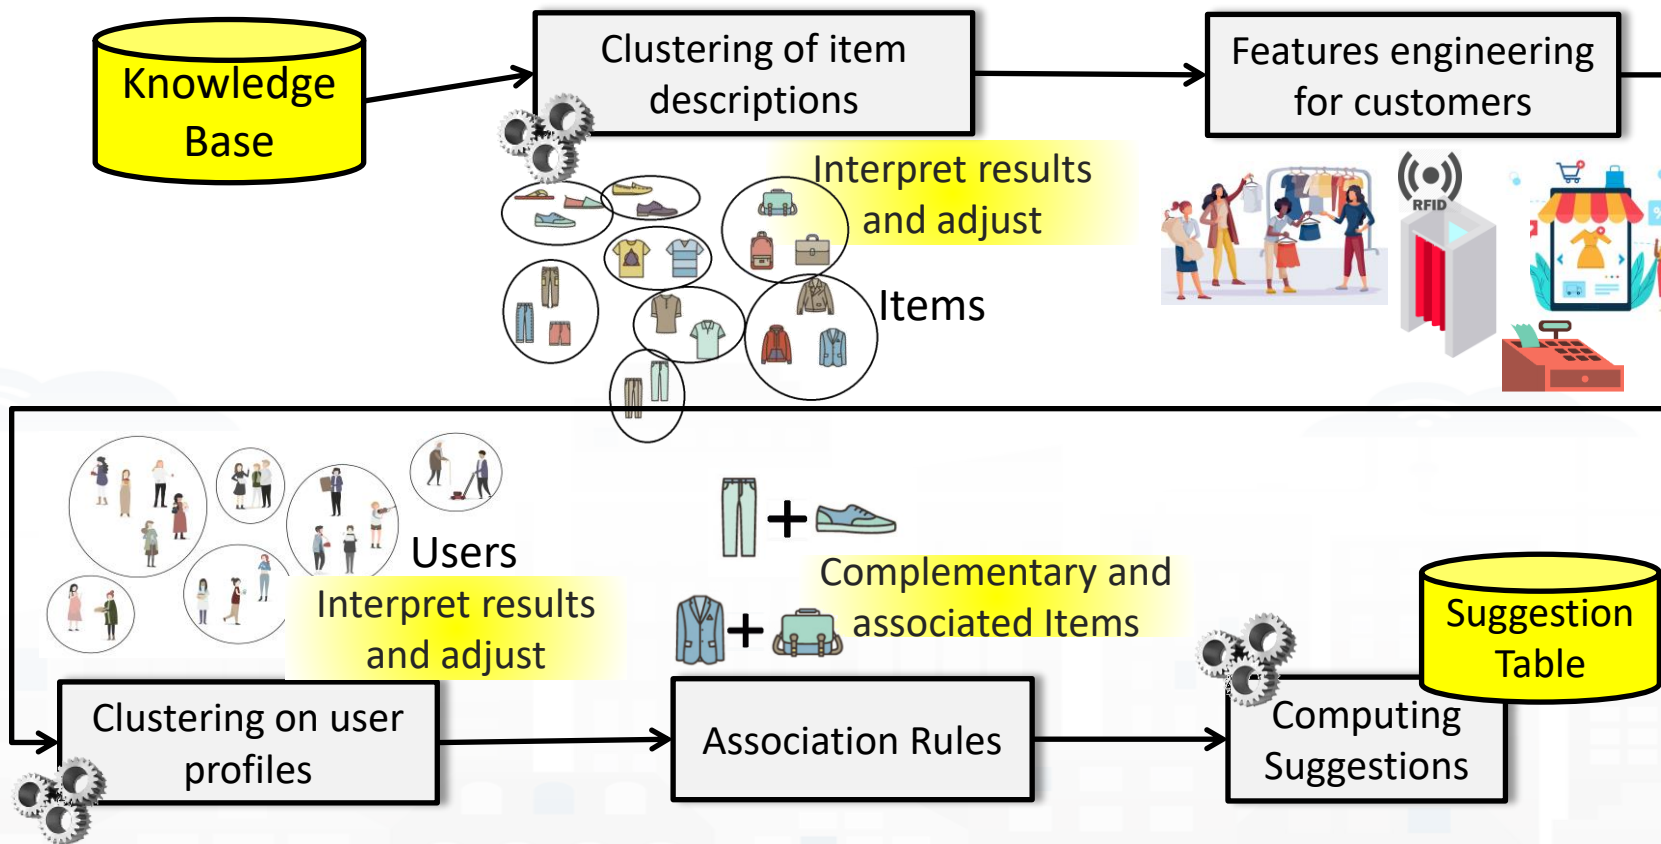 Knowledge
Base
Clustering of item
descriptions
Features engineering
for customers
Interpret results
and adjust
Items
RFID
%
Users
Interpret results
and adjust
+
+
Complementary and
associated Items
Suggestion
Table
Clustering on user
profiles
Association Rules
Computing
Suggestions